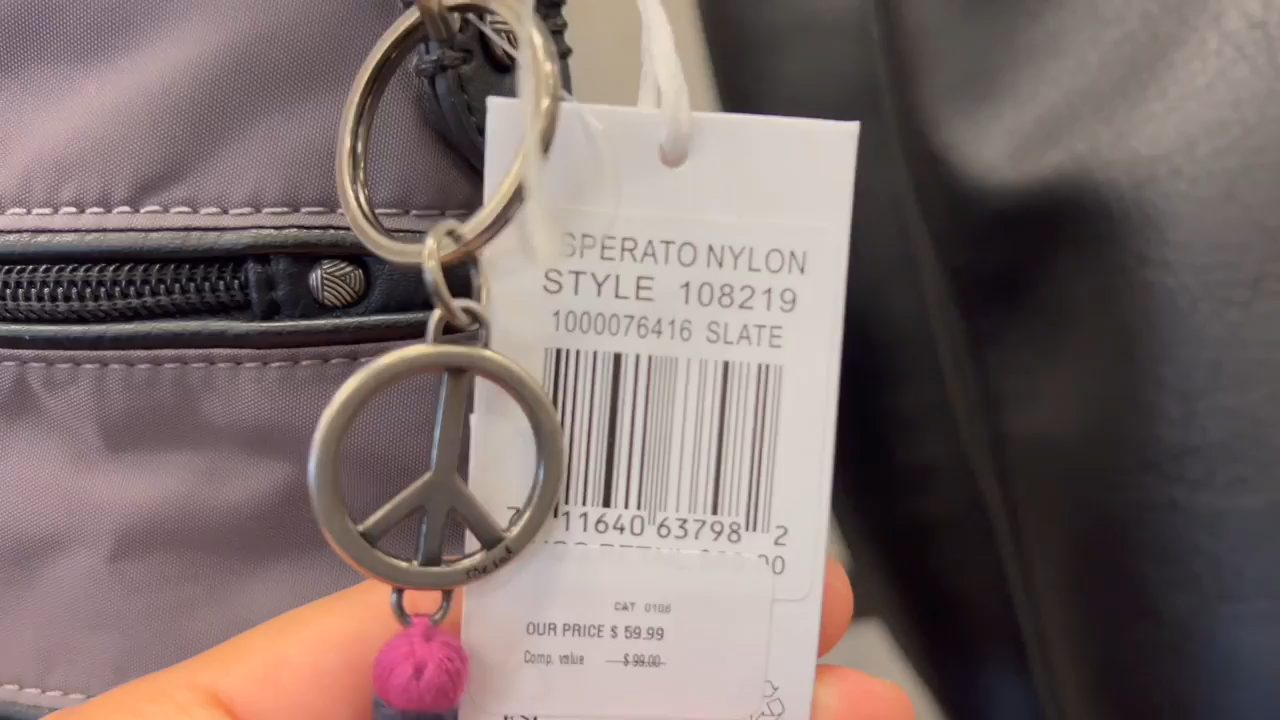 SPERATO NYLON
STYLE 108219
1000076416 SLATE
7 11640 63798 2
CAT 0106
OUR PRICE $ 59.99
Comp. value $ 99.00